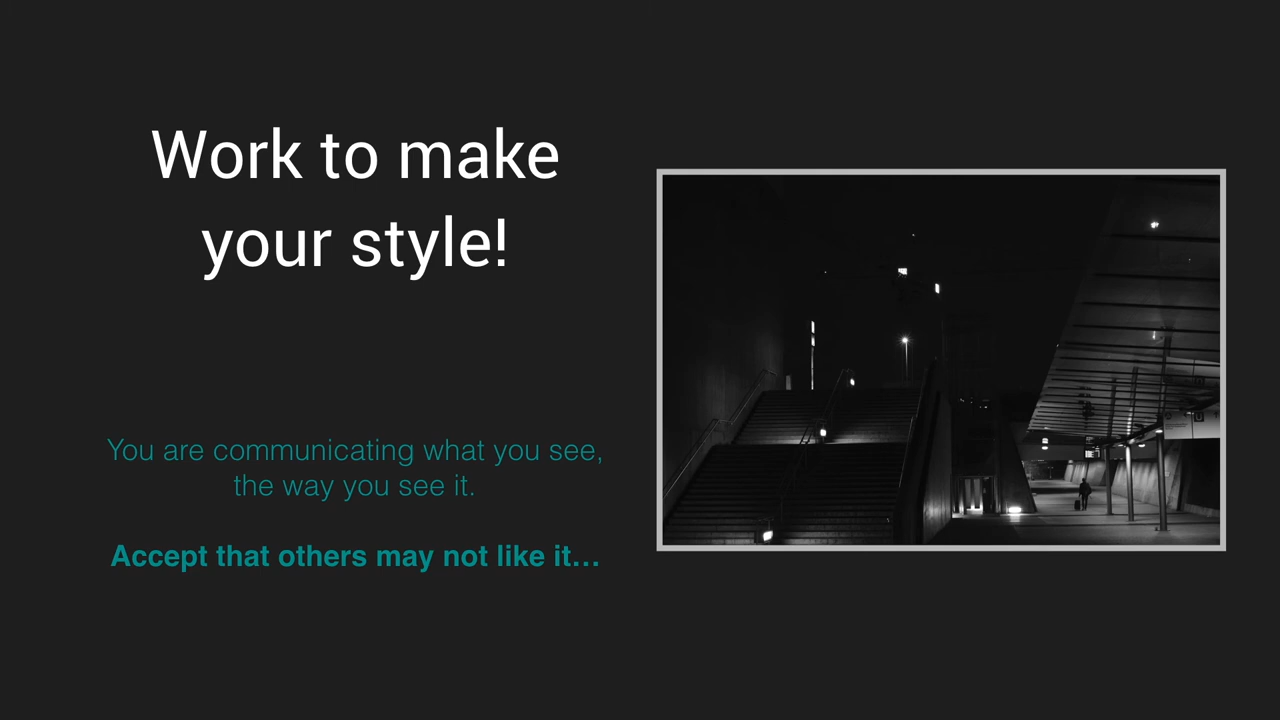 Work to make
your style!
You are communicating what you see,
the way you see it.
Accept that others may not like it...